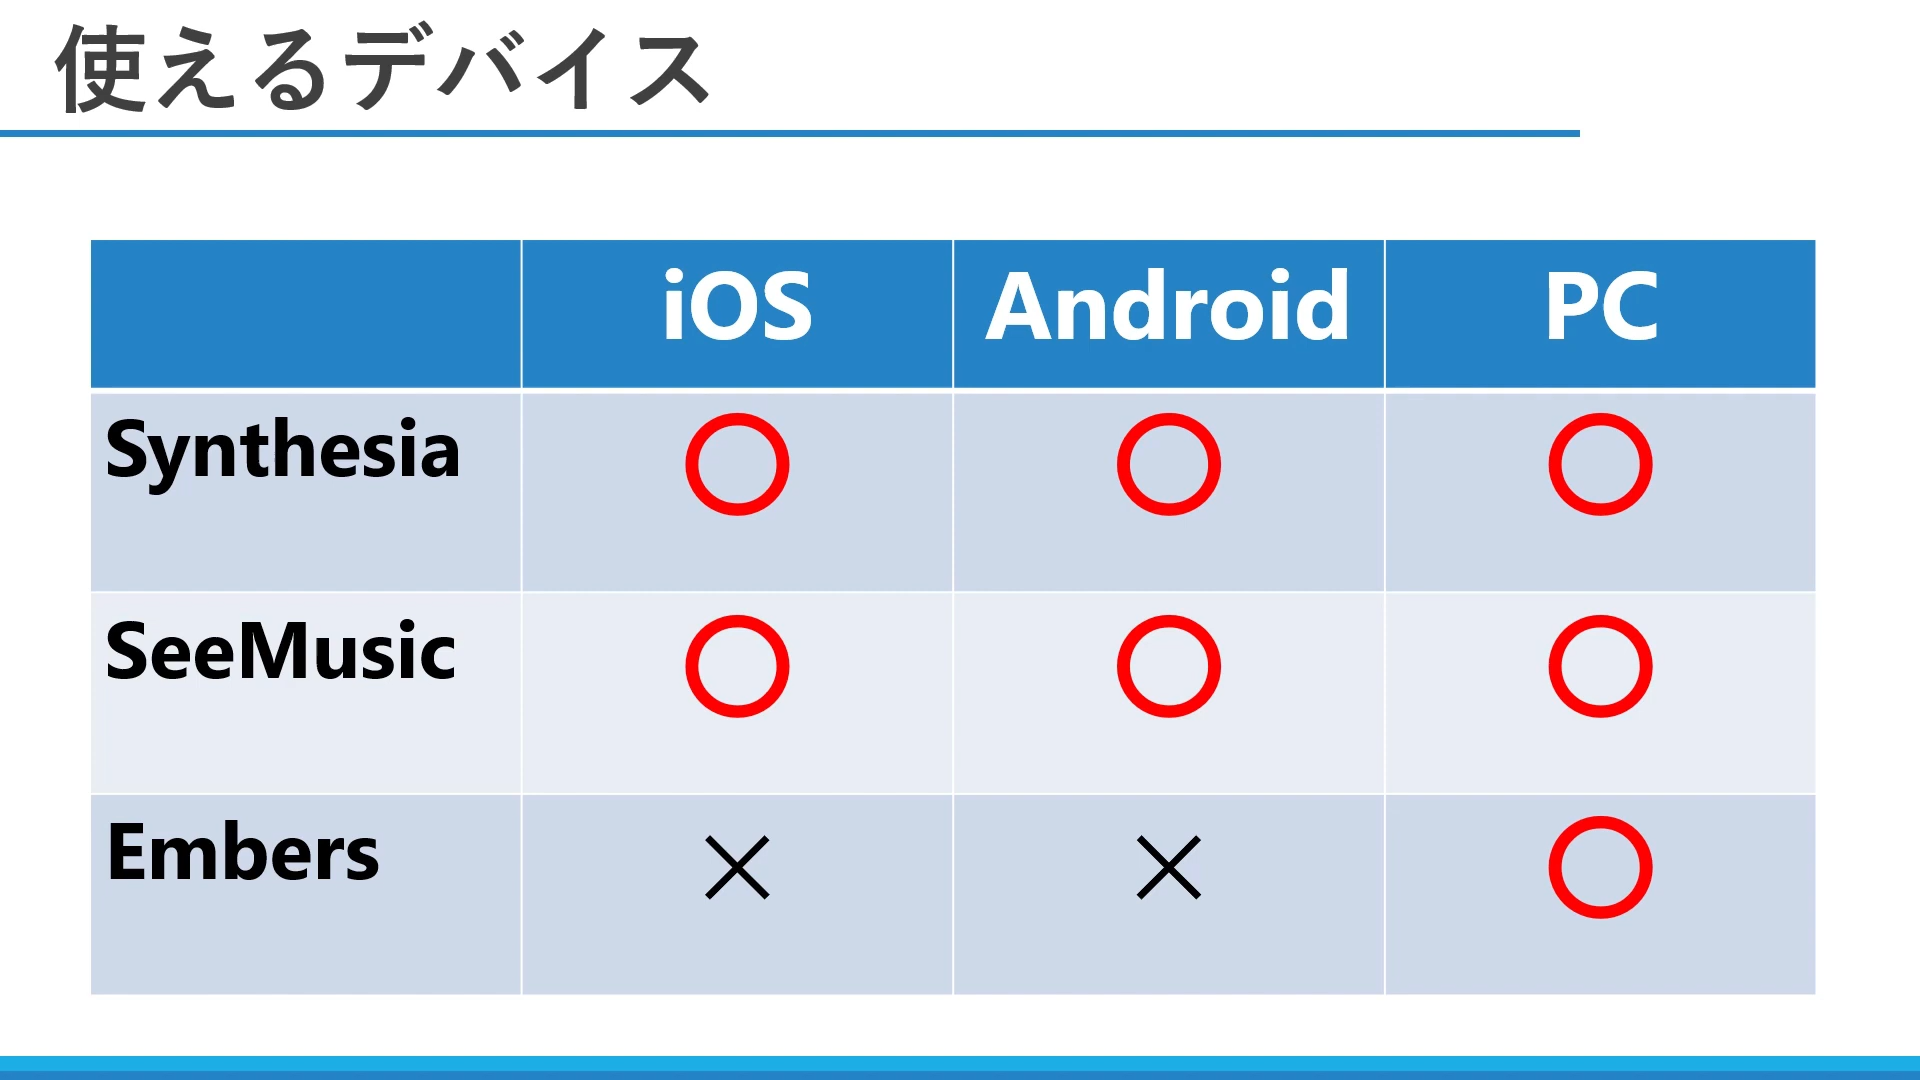 使えるデバイス
iOS Android PC
Synthesia ○ ○ ○
SeeMusic ○ ○ ○
Embers × × ○